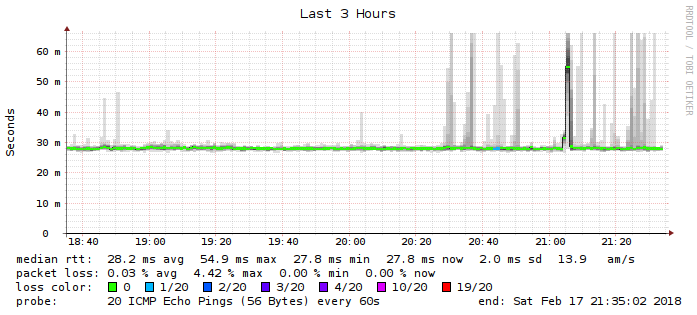 Last 3 Hours
RRDTOOL / TOBI OETIKER
Seconds
60 m
50 m
40 m
30 m
20 m
10 m
0
18:40 19:00 19:20 19:40 20:00 20:20 20:40 21:00 21:20
median rtt: 28.2 ms avg 54.9 ms max 27.8 ms min 27.8 ms now 2.0 ms sd 13.9 am/s
packet loss: 0.03 % avg 4.42 % max 0.00 % min 0.00 % now
loss color: 0 1/20 2/20 3/20 4/20 10/20 19/20
probe: 20 ICMP Echo Pings (56 Bytes) every 60s end: Sat Feb 17 21:35:02 2018